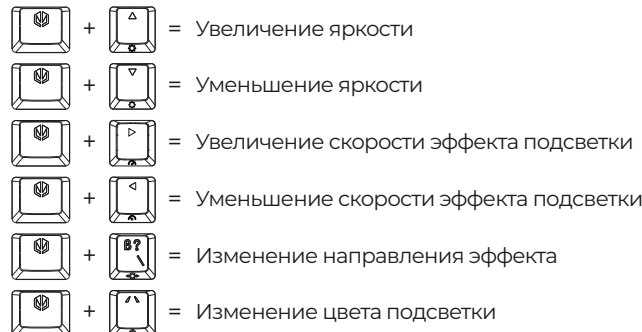 + = Увеличение яркости
+ = Уменьшение яркости
+ = Увеличение скорости эффекта подсветки
+ = Уменьшение скорости эффекта подсветки
+ B? \ = Изменение направления эффекта
+ = Изменение цвета подсветки